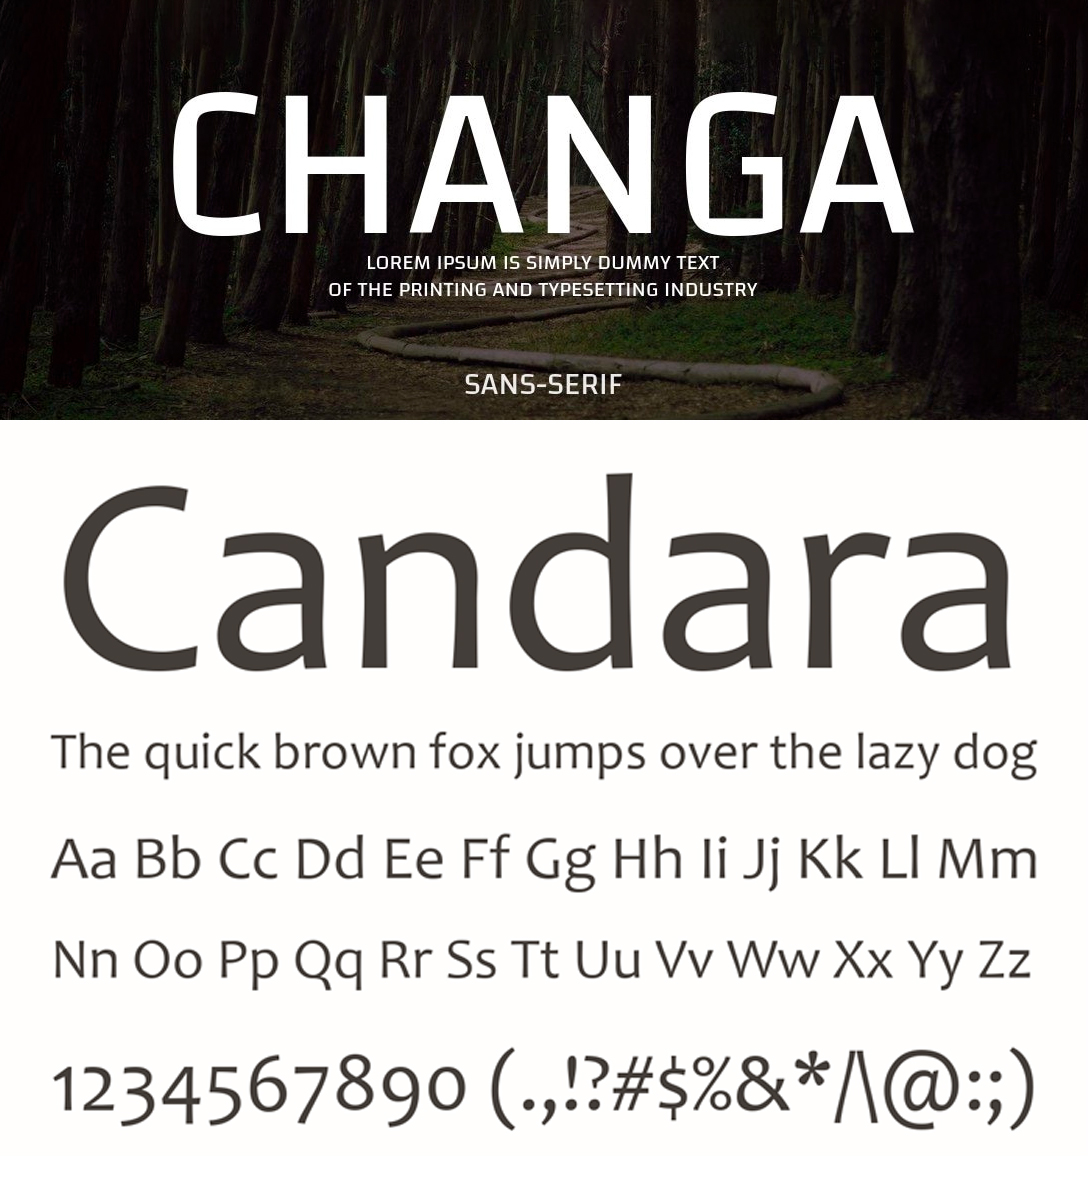 CHANGA
LOREM IPSUM IS SIMPLY DUMMY TEXT
OF THE PRINTING AND TYPESETTING INDUSTRY
SANS-SERIF
Candara
The quick brown fox jumps over the lazy dog
Aa Bb Cc Dd Ee Ff Gg Hh Ii Jj Kk Ll Mm
Nn Oo Pp Qq Rr Ss Tt Uu Vv Ww Xx Yy Zz
1234567890 (.,!?#$%&*/|\@:;)